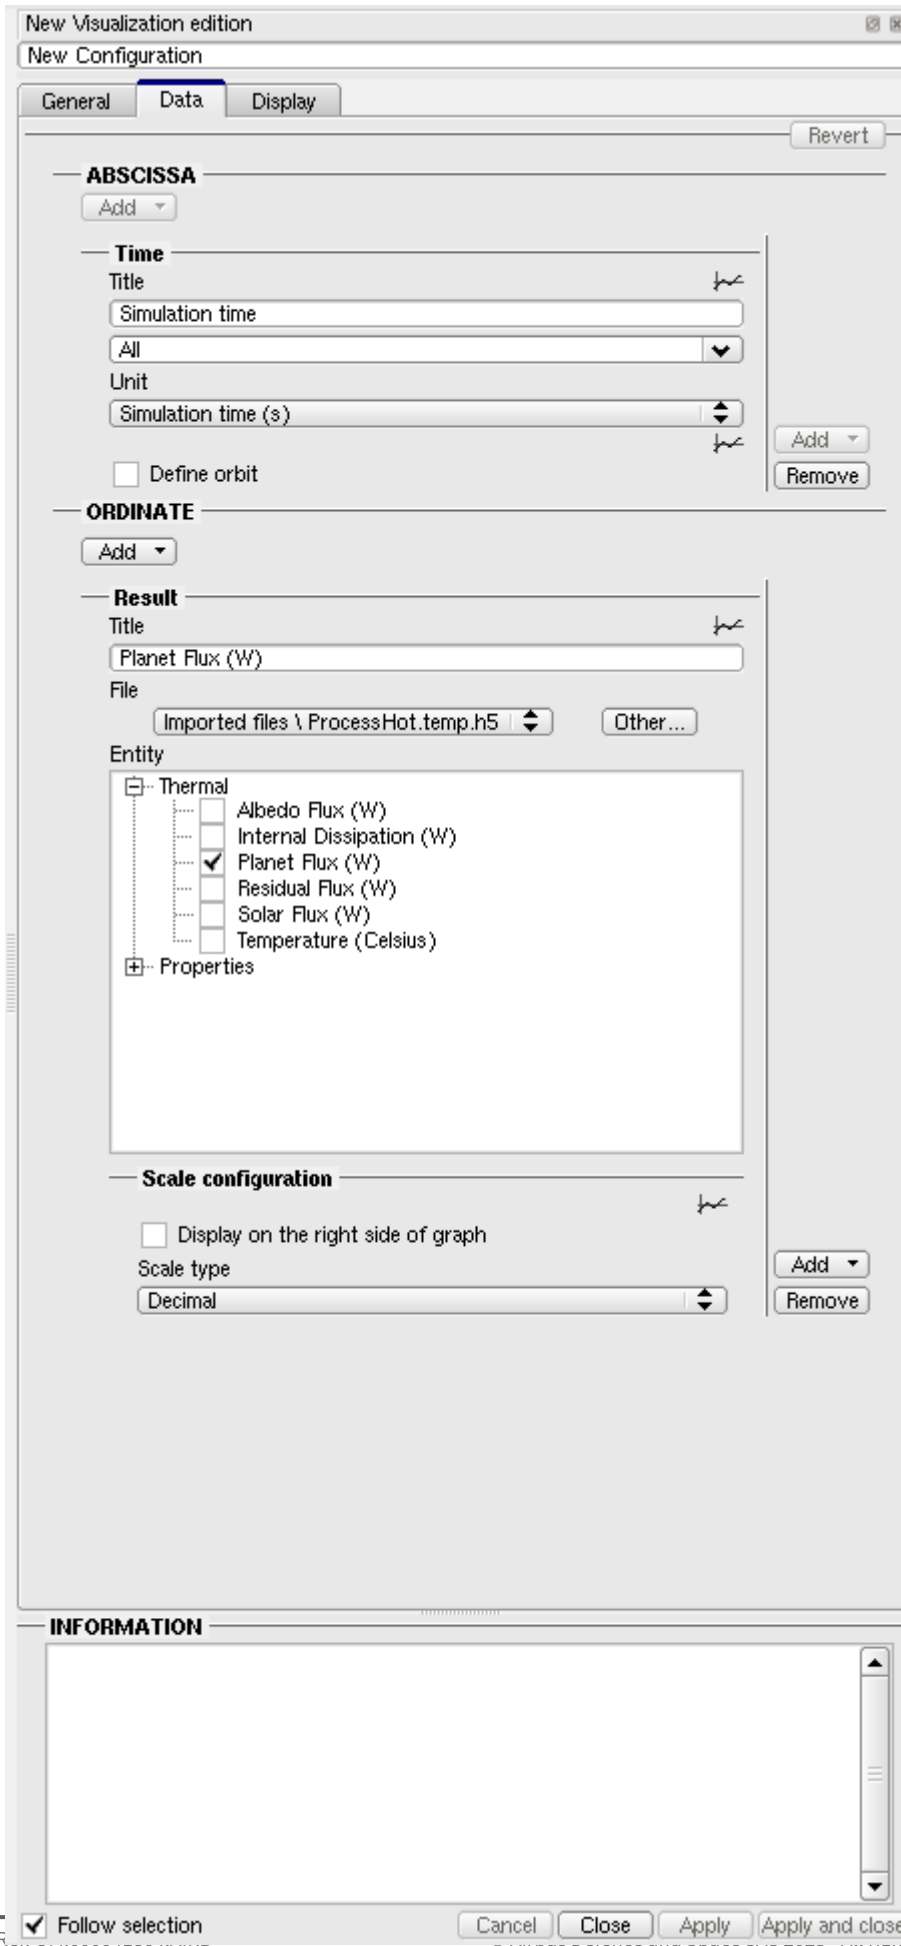 New Visualization edition
New Configuration
General Data Display
Revert
ABSCISSA
Add
Time
Title
Simulation time
All
Unit
Simulation time (s)
Add
Define orbit
Remove
ORDINATE
Add
Result
Title
Planet Flux (W)
File
Imported files \ ProcessHot.temp.h5 Other...
Entity
Thermal
Albedo Flux (W)
Internal Dissipation (W)
Planet Flux (W)
Residual Flux (W)
Solar Flux (W)
Temperature (Celsius)
Properties
Scale configuration
Display on the right side of graph
Scale type
Add
Decimal
Remove
INFORMATION
Follow selection Cancel Close Apply Apply and close